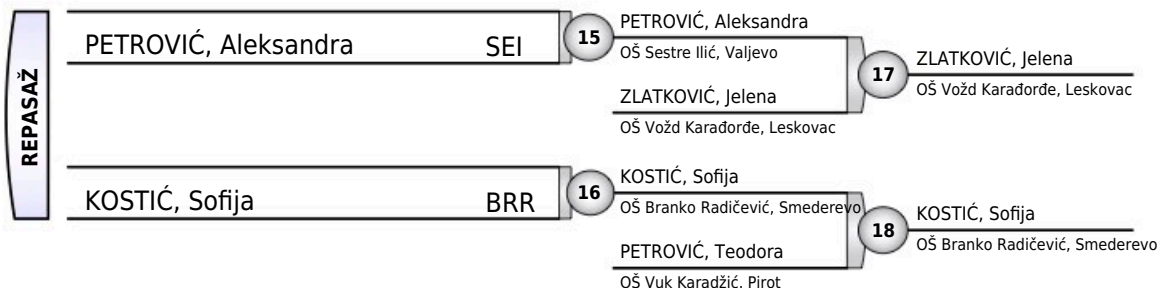 REPASAŽ
PETROVIĆ, Aleksandra SEI
15
PETROVIĆ, Aleksandra
OŠ Sestre Ilić, Valjevo
ZLATKOVIĆ, Jelena
OŠ Vožd Karađorđe, Leskovac
17
ZLATKOVIĆ, Jelena
OŠ Vožd Karađorđe, Leskovac
KOSTIĆ, Sofija BRR
16
KOSTIĆ, Sofija
OŠ Branko Radičević, Smederevo
PETROVIĆ, Teodora
OŠ Vuk Karadžić, Pirot
18
KOSTIĆ, Sofija
OŠ Branko Radičević, Smederevo